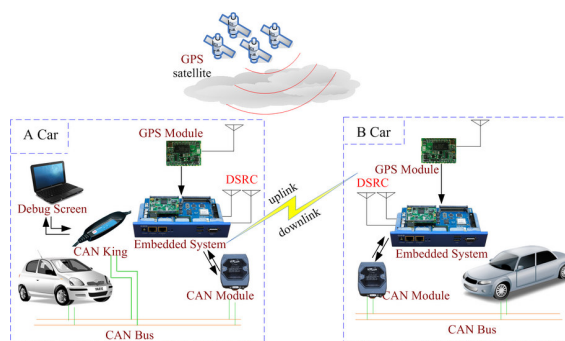 GPS
satellite
A Car
GPS Module
DSRC
Debug Screen
CAN King
Embedded System
CAN Module
CAN Bus
uplink
downlink
B Car
GPS Module
DSRC
Embedded System
CAN Module
CAN Bus